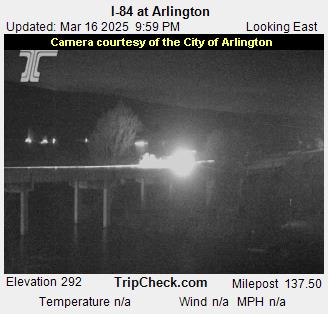 I-84 at Arlington
Updated: Mar 16 2025 9:59 PM Looking East
Camera courtesy of the City of Arlington
Elevation 292 TripCheck.com Milepost 137.50
Temperature n/a Wind n/a MPH n/a